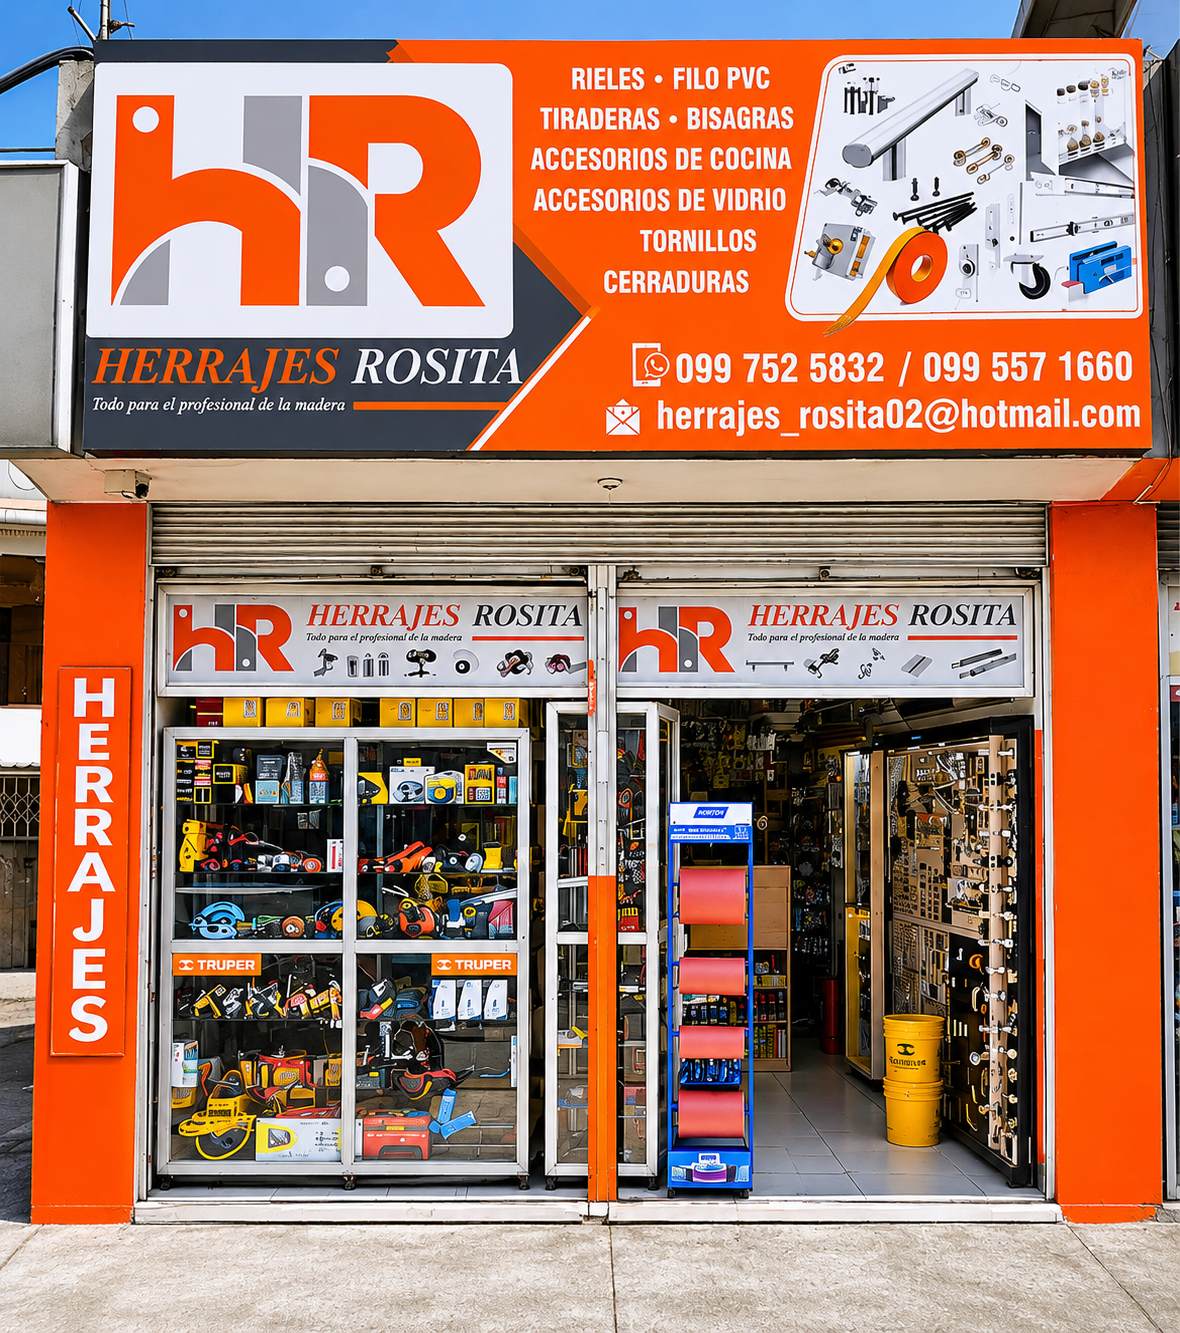 HR
HERRAJES ROSITA
Todo para el profesional de la madera
RIELES • FILO PVC
TIRADERAS • BISAGRAS
ACCESORIOS DE COCINA
ACCESORIOS DE VIDRIO
TORNILLOS
CERRADURAS
099 752 5832 / 099 557 1660
herrajes_rosita02@hotmail.com
HR
HERRAJES ROSITA
Todo para el profesional de la madera
HR
HERRAJES ROSITA
Todo para el profesional de la madera
HERRAJES
TRUPER
TRUPER